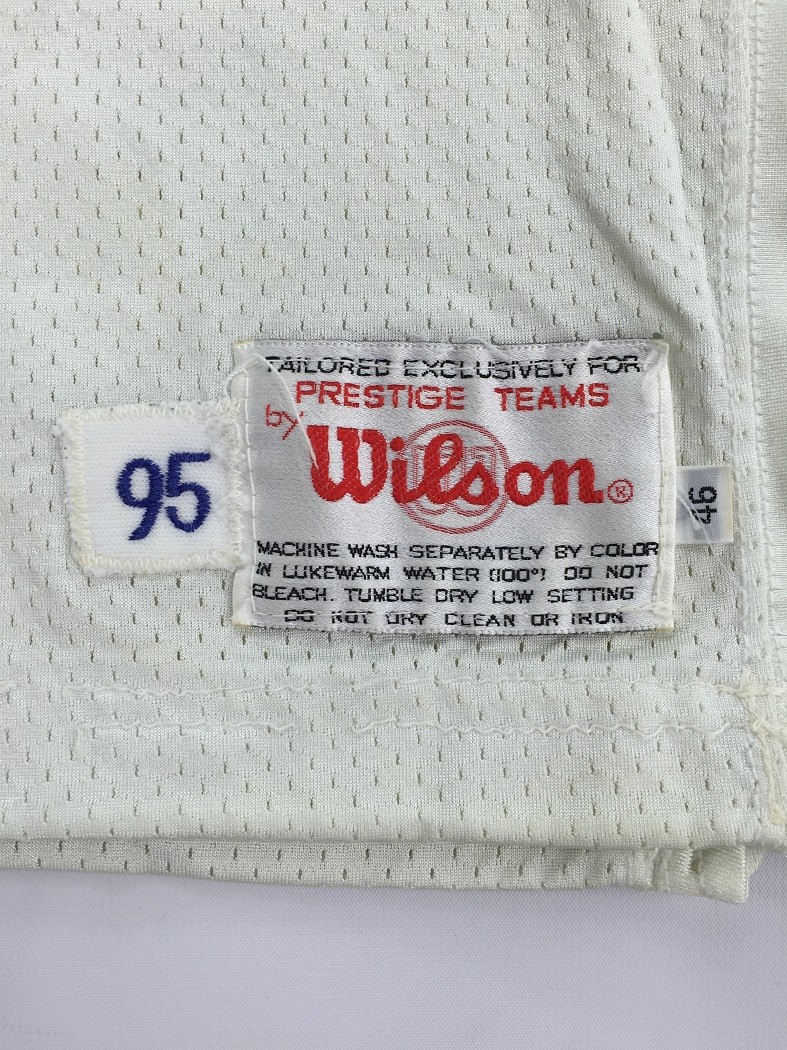 TAILORED EXCLUSIVELY FOR
PRESTIGE TEAMS
by
Wilson®
95
46
MACHINE WASH SEPARATELY BY COLOR
IN LUKEWARM WATER (100°) DO NOT
BLEACH. TUMBLE DRY LOW SETTING
DO NOT DRY CLEAN OR IRON